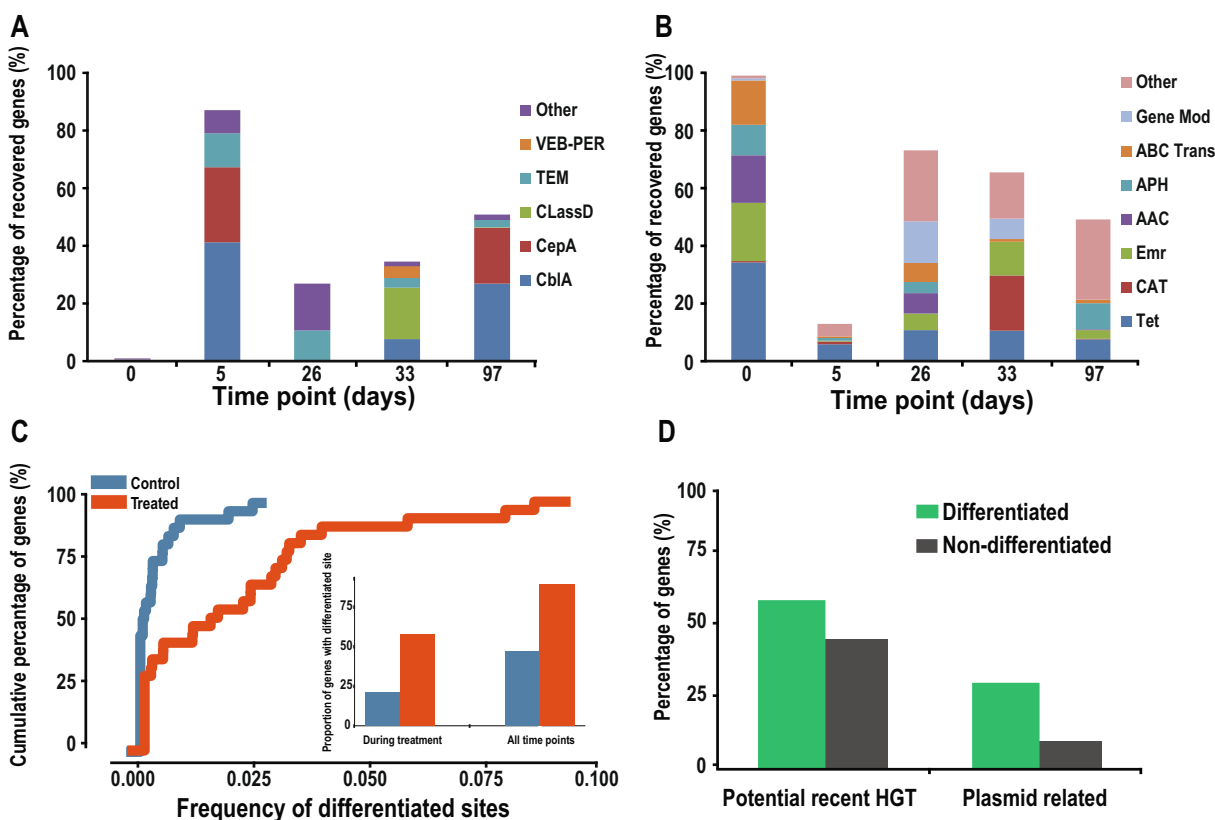 A
Percentage of recovered genes (%)
100
80
60
40
20
0
0
5
26
33
97
Time point (days)
Other
VEB-PER
TEM
CLassD
CepA
CblA
B
Percentage of recovered genes (%)
100
80
60
40
20
0
0
5
26
33
97
Time point (days)
Other
Gene Mod
ABC Trans
APH
AAC
Emr
CAT
Tet
C
Cumulative percentage of genes (%)
Control
Treated
100
75
50
25
0
0.000
0.025
0.050
0.075
0.100
Frequency of differentiated sites
Proportion of genes with differentiated site
75
50
25
0
During treatment
All time points
D
Percentage of genes (%)
100
75
50
25
0
Differentiated
Non-differentiated
Potential recent HGT
Plasmid related